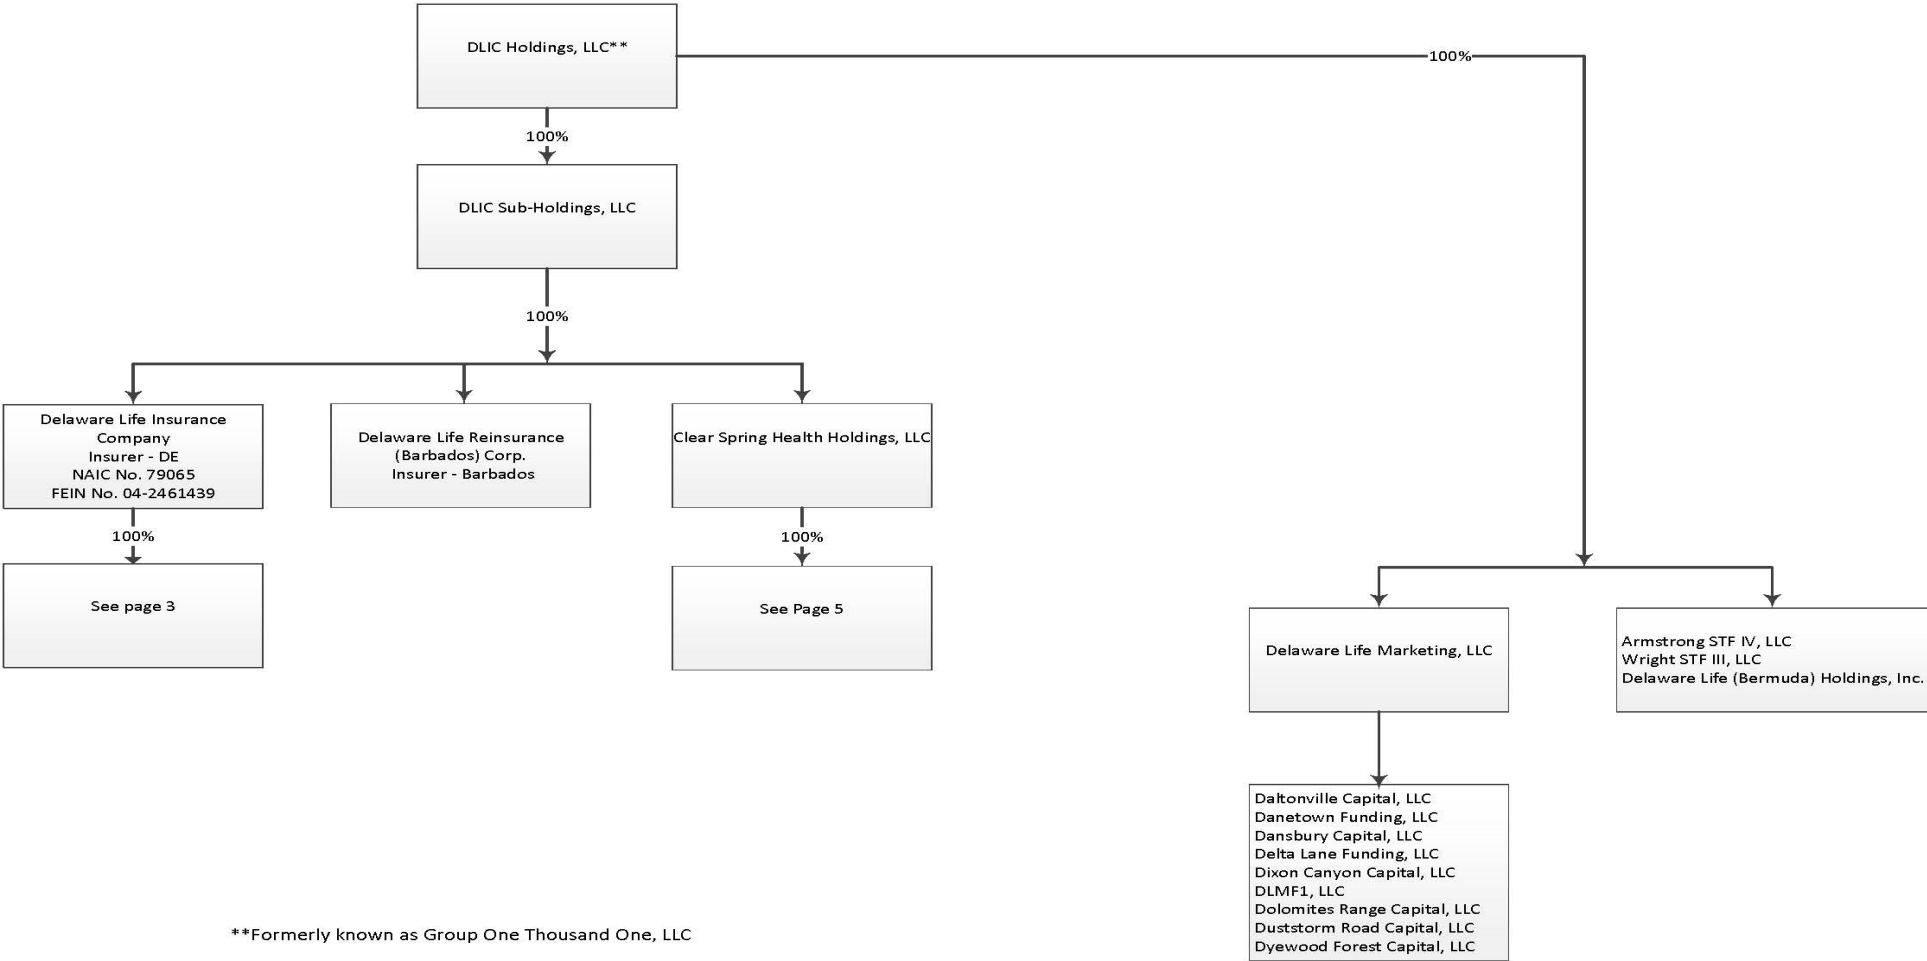 DLIC Holdings, LLC**
100%
100%
DLIC Sub-Holdings, LLC
100%
Delaware Life Insurance
Company
Insurer - DE
NAIC No. 79065
FEIN No. 04-2461439
Delaware Life Reinsurance
(Barbados) Corp.
Insurer - Barbados
Clear Spring Health Holdings, LLC
100%
100%
See page 3
See Page 5
Delaware Life Marketing, LLC
Armstrong STF IV, LLC
Wright STF III, LLC
Delaware Life (Bermuda) Holdings, Inc.
Daltonville Capital, LLC
Danetown Funding, LLC
Dansbury Capital, LLC
Delta Lane Funding, LLC
Dixon Canyon Capital, LLC
DLMF1, LLC
Dolomites Range Capital, LLC
Duststorm Road Capital, LLC
Dyewood Forest Capital, LLC
**Formerly known as Group One Thousand One, LLC